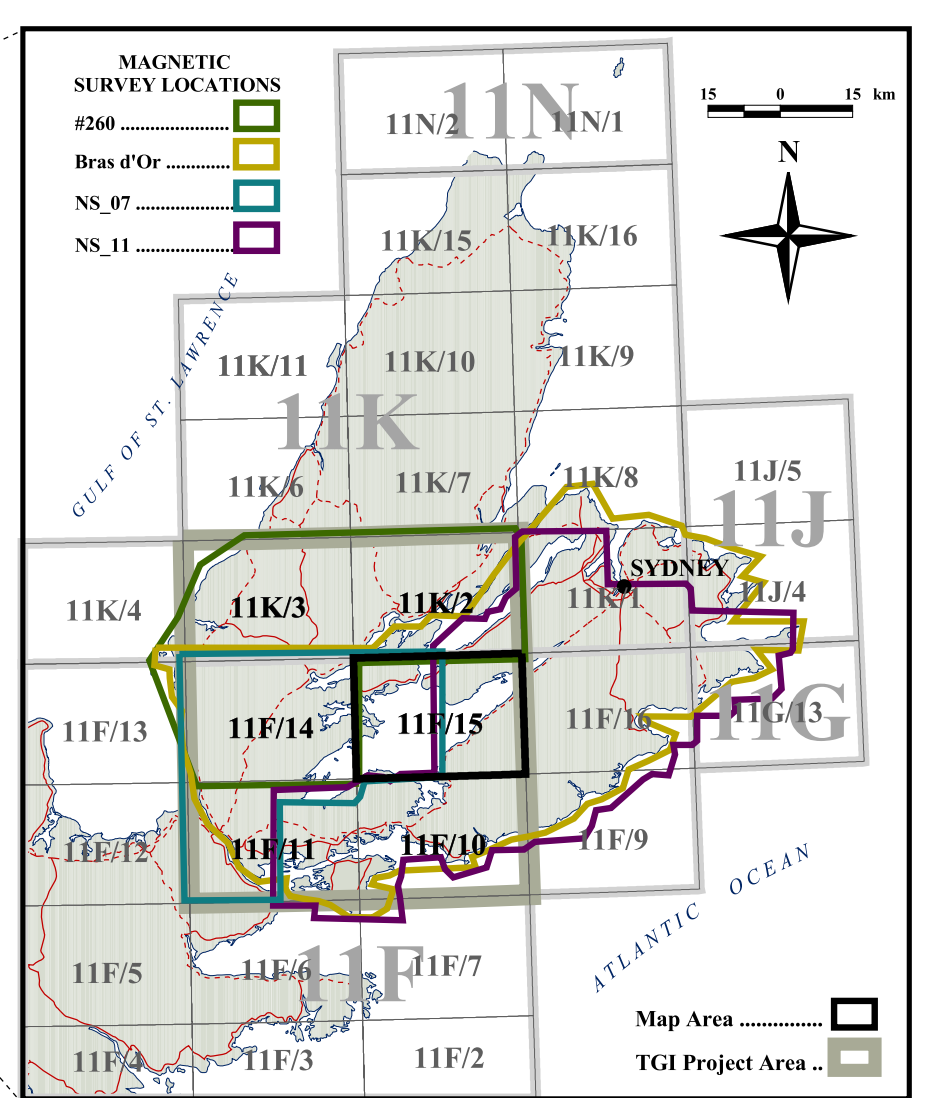 MAGNETIC
SURVEY LOCATIONS
#260 ......................
Bras d'Or .............
NS_07 ....................
NS_11 ....................
15 0 15 km
N
11N
11N/2 11N/1
11K/15 11K/16
GULF OF ST. LAWRENCE
11K/11 11K/10 11K/9
11K
11K/6 11K/7 11K/8
11J/5
11J
SYDNEY
11K/4 11K/3 11K/2 11K/1 11J/4
11F/13 11F/14 11F/15 11F/16 11G/13
11G
11F/12 11F/11 11F/10 11F/9
ATLANTIC OCEAN
11F/5 11F/6 11F/7
11F
11F/4 11F/3 11F/2
Map Area ................
TGI Project Area ..